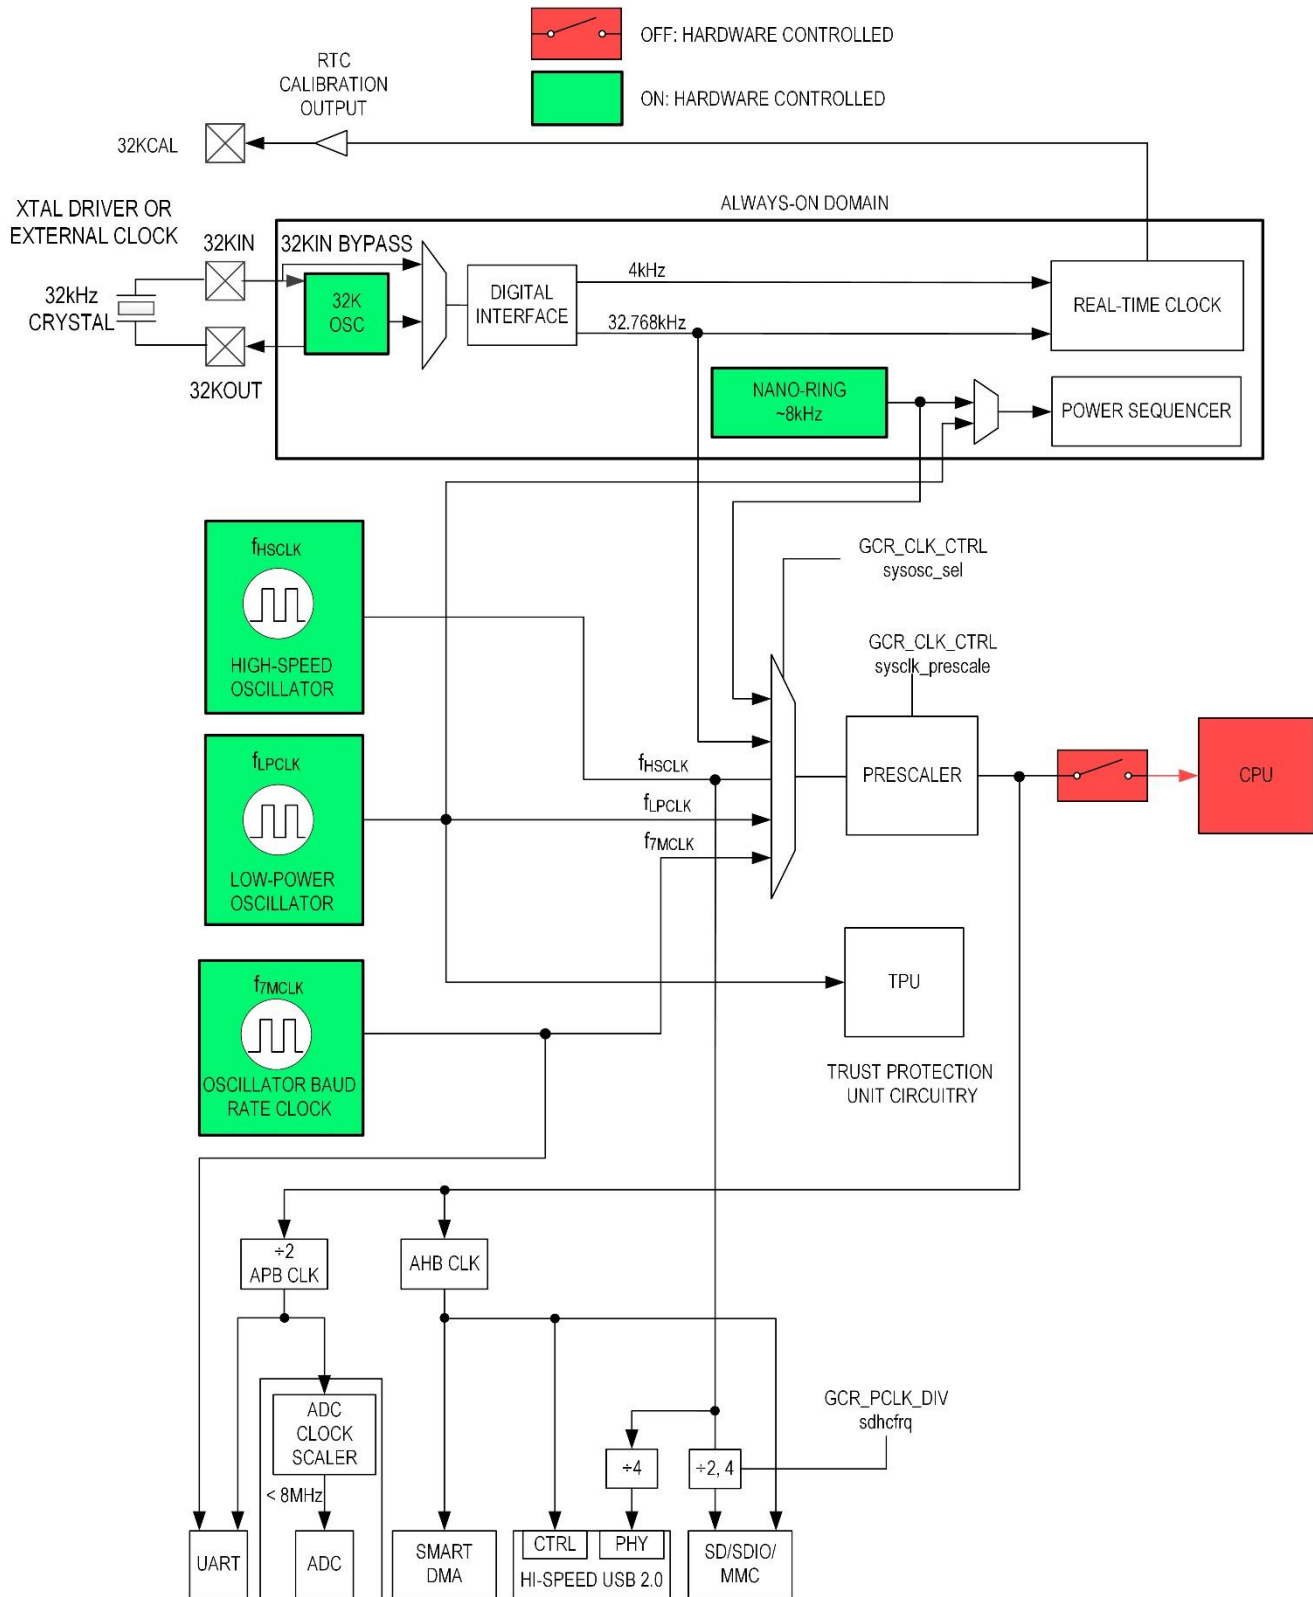 OFF: HARDWARE CONTROLLED
ON: HARDWARE CONTROLLED
RTC
CALIBRATION
OUTPUT
32KCAL
ALWAYS-ON DOMAIN
XTAL DRIVER OR
EXTERNAL CLOCK
32KIN
32KIN BYPASS
32kHz
CRYSTAL
32K
OSC
DIGITAL
INTERFACE
4kHz
32.768kHz
REAL-TIME CLOCK
32KOUT
NANO-RING
~8kHz
POWER SEQUENCER
fHSCLK
HIGH-SPEED
OSCILLATOR
GCR_CLK_CTRL
sysosc_sel
GCR_CLK_CTRL
sysclk_prescale
fLPCLK
LOW-POWER
OSCILLATOR
fHSCLK
fLPCLK
f7MCLK
PRESCALER
CPU
f7MCLK
OSCILLATOR BAUD
RATE CLOCK
TPU
TRUST PROTECTION
UNIT CIRCUITRY
÷2
APB CLK
AHB CLK
ADC
CLOCK
SCALER
< 8MHz
÷4
÷2, 4
GCR_PCLK_DIV
sdhcfrq
UART
ADC
SMART
DMA
CTRL
PHY
HI-SPEED USB 2.0
SD/SDIO/
MMC